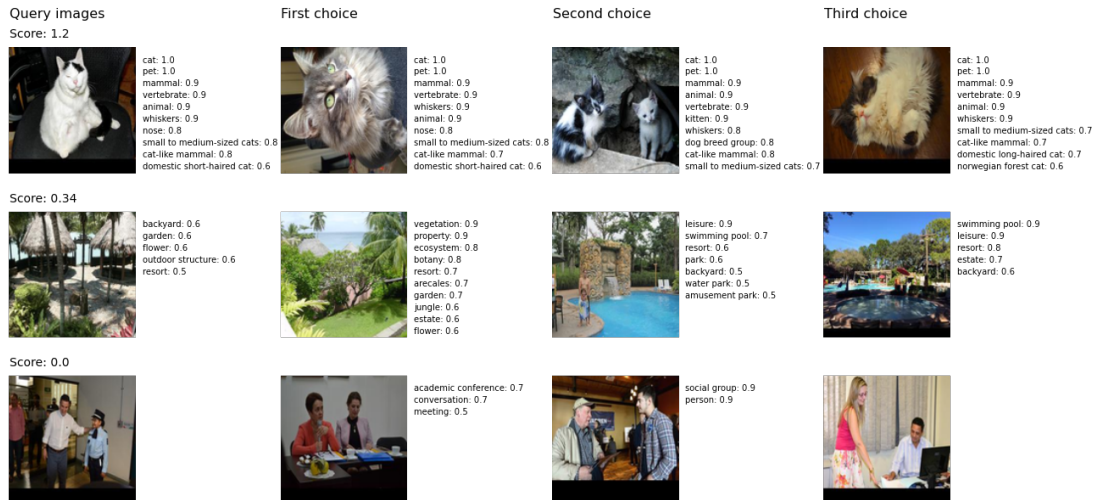 Query images
First choice
Second choice
Third choice
Score: 1.2
cat: 1.0
pet: 1.0
mammal: 0.9
vertebrate: 0.9
animal: 0.9
whiskers: 0.9
nose: 0.8
small to medium-sized cats: 0.8
cat-like mammal: 0.8
domestic short-haired cat: 0.6
cat: 1.0
pet: 1.0
mammal: 0.9
vertebrate: 0.9
whiskers: 0.9
animal: 0.9
nose: 0.8
small to medium-sized cats: 0.8
cat-like mammal: 0.7
domestic short-haired cat: 0.6
cat: 1.0
pet: 1.0
mammal: 0.9
animal: 0.9
vertebrate: 0.9
kitten: 0.9
whiskers: 0.8
dog breed group: 0.8
cat-like mammal: 0.8
small to medium-sized cats: 0.7
cat: 1.0
pet: 1.0
mammal: 0.9
vertebrate: 0.9
animal: 0.9
whiskers: 0.9
small to medium-sized cats: 0.7
cat-like mammal: 0.7
domestic long-haired cat: 0.7
norwegian forest cat: 0.6
Score: 0.34
backyard: 0.6
garden: 0.6
flower: 0.6
outdoor structure: 0.6
resort: 0.5
vegetation: 0.9
property: 0.9
ecosystem: 0.8
botany: 0.8
resort: 0.7
arecales: 0.7
garden: 0.7
jungle: 0.6
estate: 0.6
flower: 0.6
leisure: 0.9
swimming pool: 0.7
resort: 0.6
park: 0.6
backyard: 0.5
water park: 0.5
amusement park: 0.5
swimming pool: 0.9
leisure: 0.9
resort: 0.8
estate: 0.7
backyard: 0.6
Score: 0.0
academic conference: 0.7
conversation: 0.7
meeting: 0.5
social group: 0.9
person: 0.9